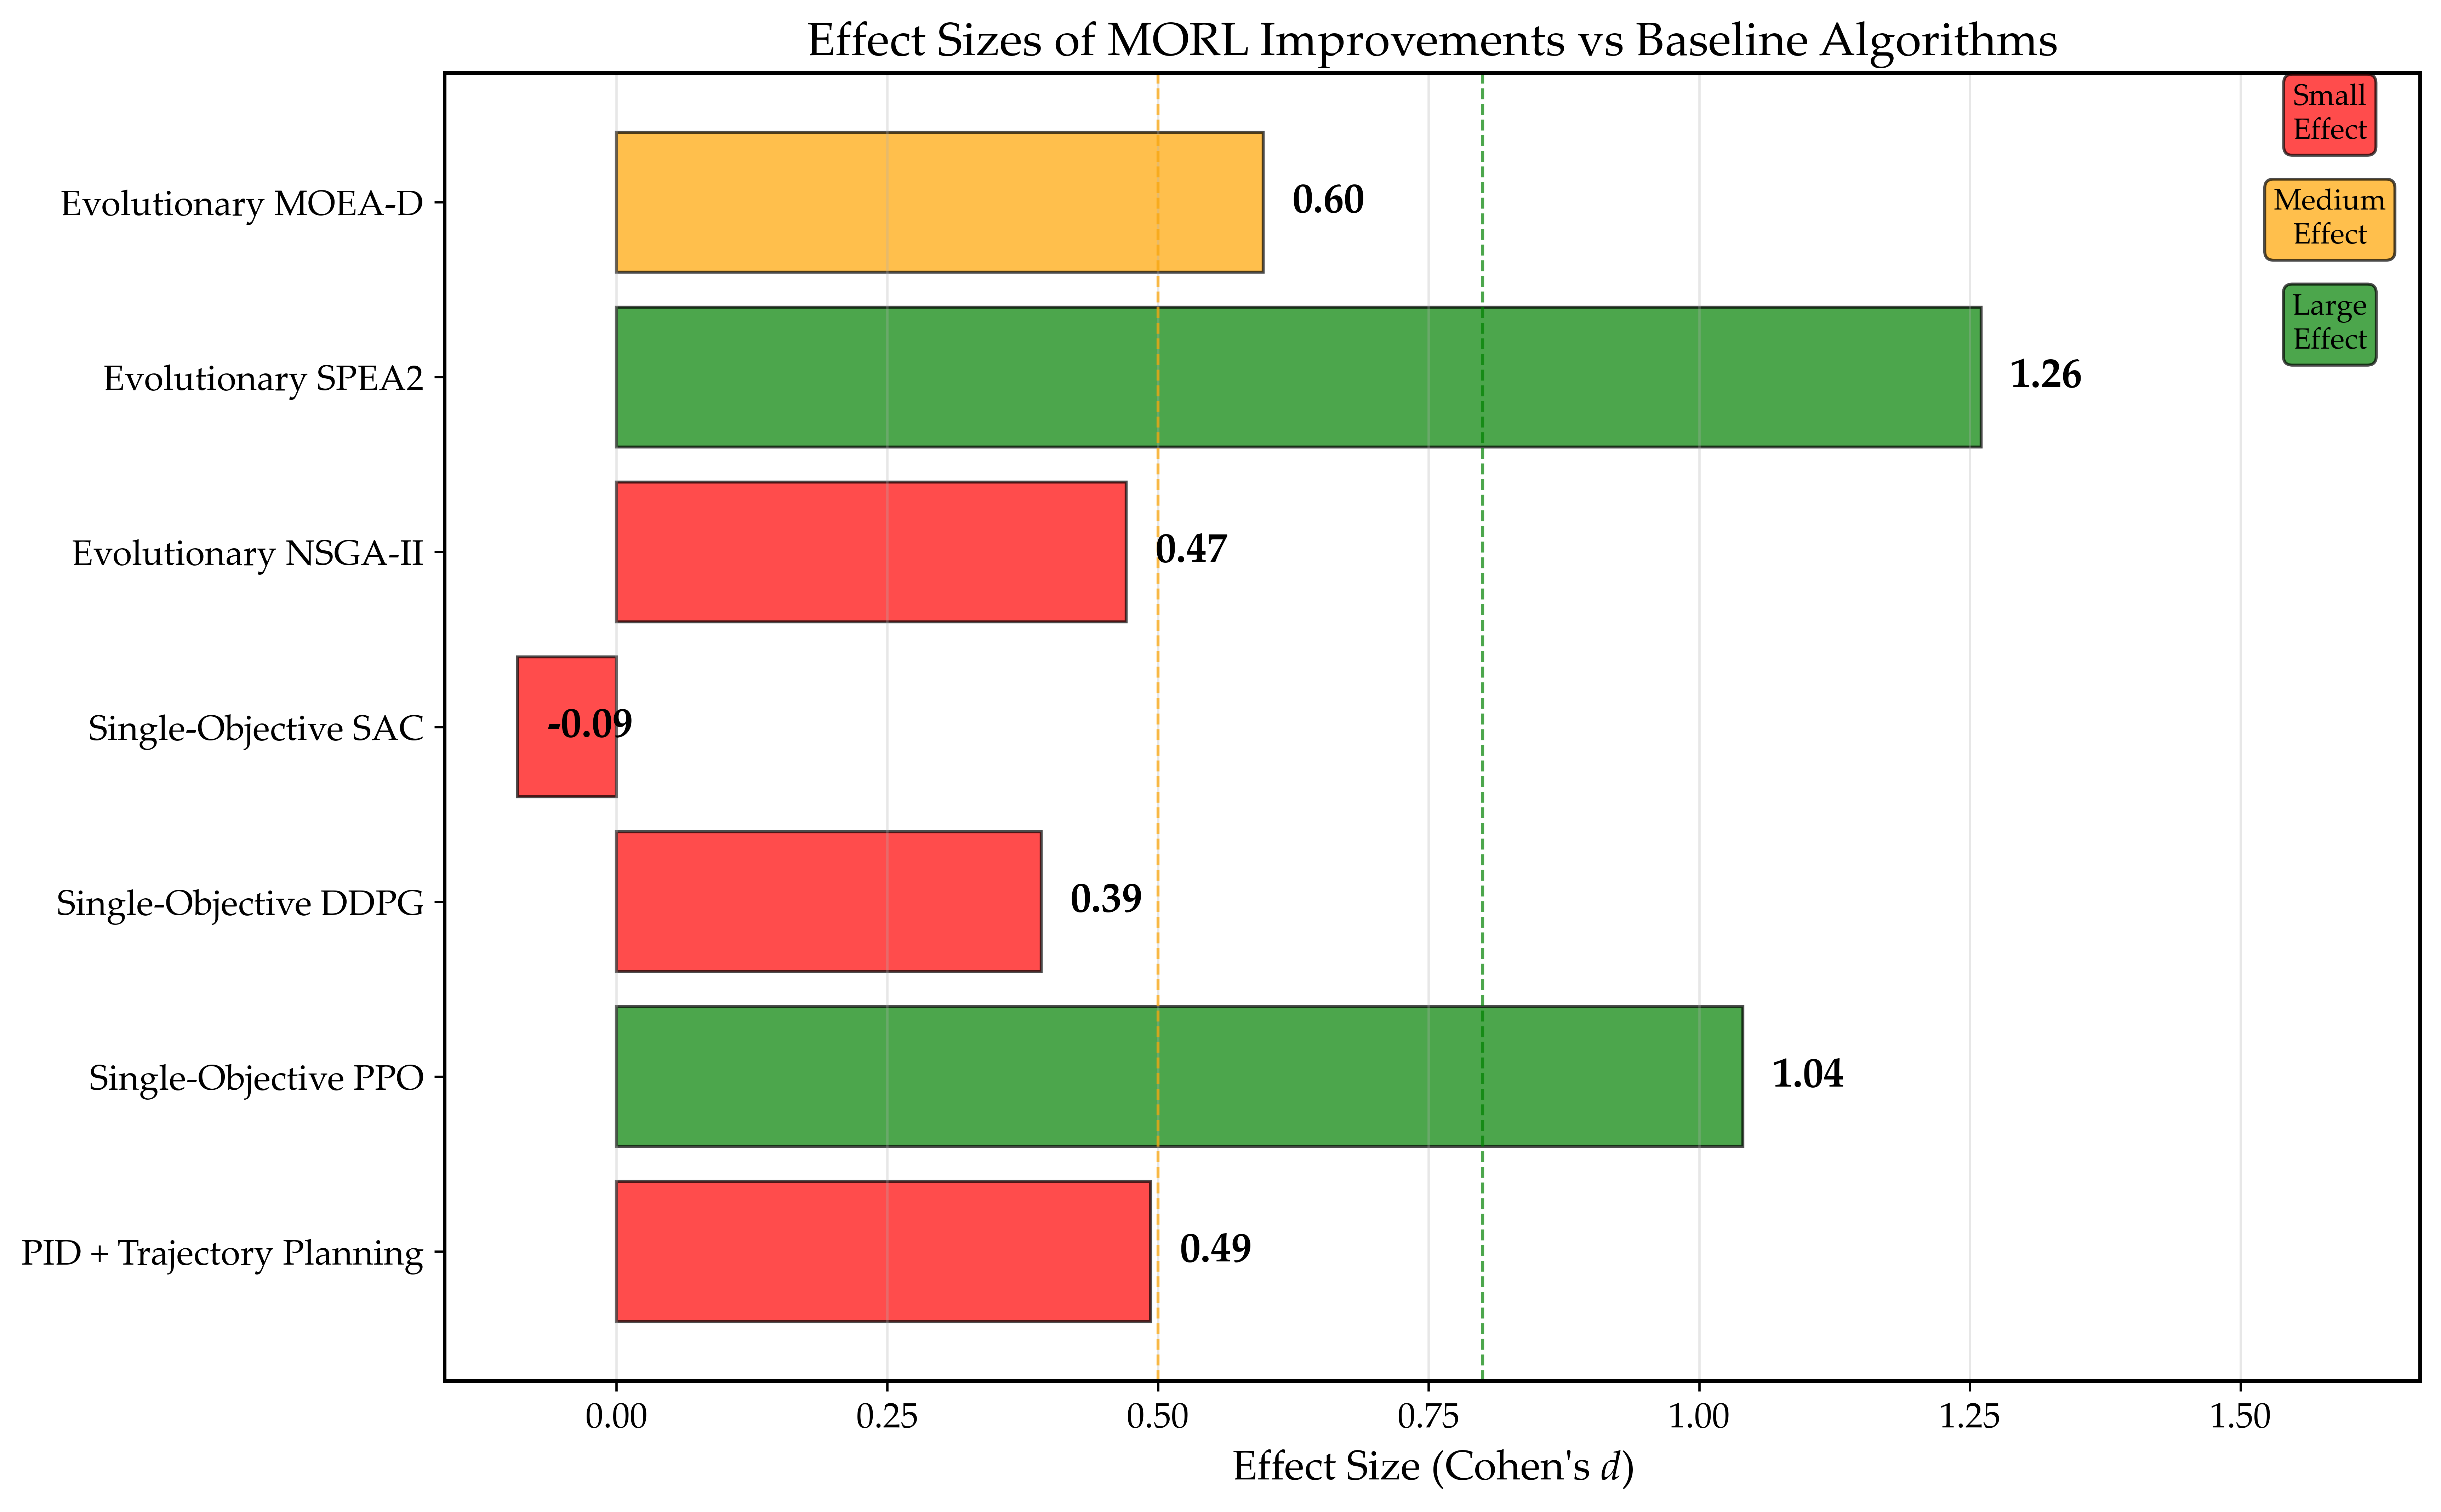 Effect Sizes of MORL Improvements vs Baseline Algorithms
Small
Effect
Medium
Effect
Large
Effect
Evolutionary MOEA-D
0.60
Evolutionary SPEA2
1.26
Evolutionary NSGA-II
0.47
Single-Objective SAC
-0.09
Single-Objective DDPG
0.39
Single-Objective PPO
1.04
PID + Trajectory Planning
0.49
0.00
0.25
0.50
0.75
1.00
1.25
1.50
Effect Size (Cohen's d)